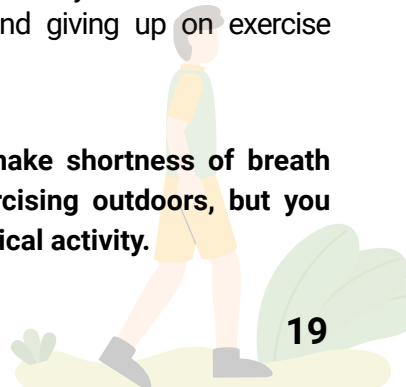 nd giving up on exercise
nake shortness of breath
rcising outdoors, but you
ical activity.
19